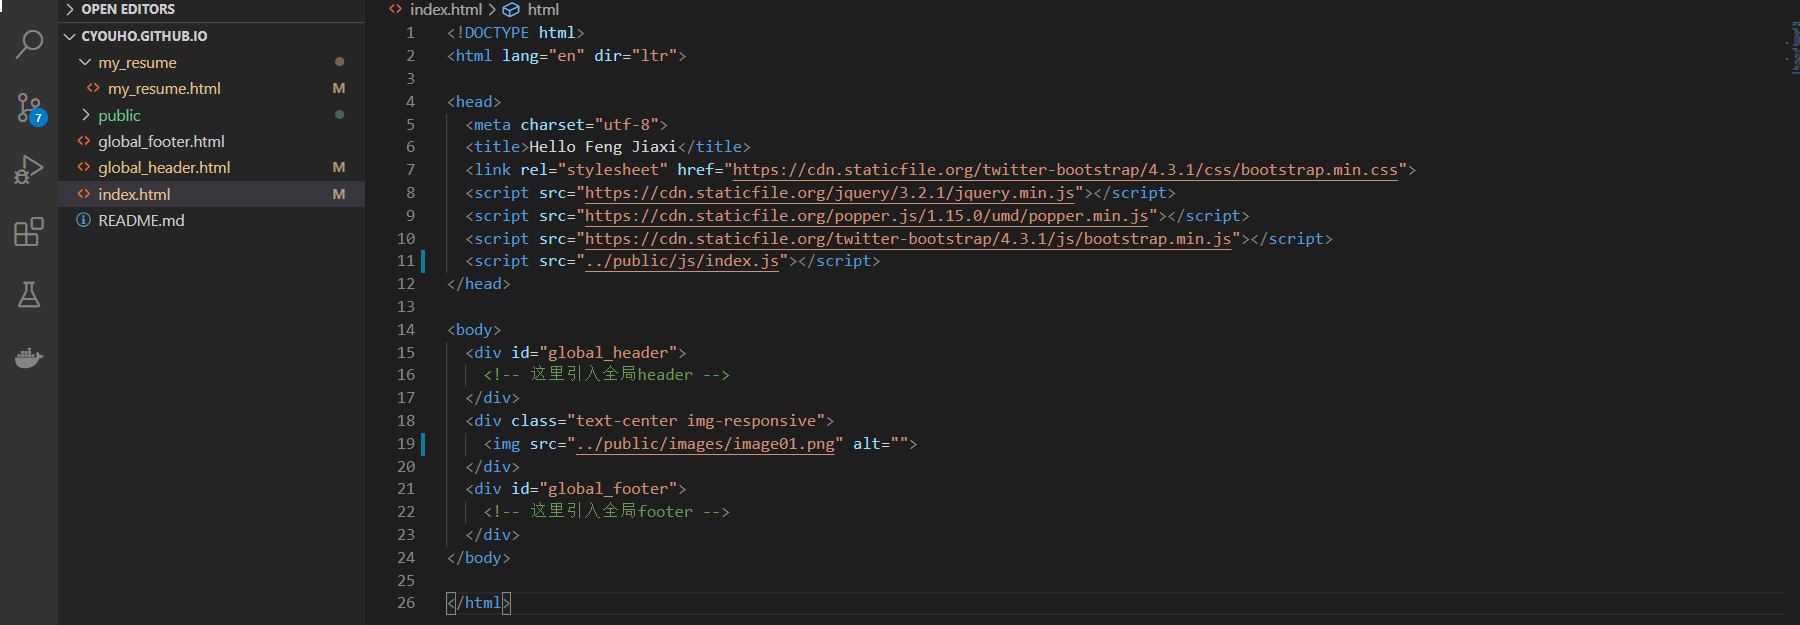 OPEN EDITORS
CYOUHO.GITHUB.IO
my_resume
my_resume.html M
public
global_footer.html
global_header.html M
index.html M
README.md
7
index.html > html
1 <!DOCTYPE html>
2 <html lang="en" dir="ltr">
3
4 <head>
5 <meta charset="utf-8">
6 <title>Hello Feng Jiaxi</title>
7 <link rel="stylesheet" href="https://cdn.staticfile.org/twitter-bootstrap/4.3.1/css/bootstrap.min.css">
8 <script src="https://cdn.staticfile.org/jquery/3.2.1/jquery.min.js"></script>
9 <script src="https://cdn.staticfile.org/popper.js/1.15.0/umd/popper.min.js"></script>
10 <script src="https://cdn.staticfile.org/twitter-bootstrap/4.3.1/js/bootstrap.min.js"></script>
11 <script src="../public/js/index.js"></script>
12 </head>
13
14 <body>
15 <div id="global_header">
16 <!-- 这里引入全局header -->
17 </div>
18 <div class="text-center img-responsive">
19 <img src="../public/images/image01.png" alt="">
20 </div>
21 <div id="global_footer">
22 <!-- 这里引入全局footer -->
23 </div>
24 </body>
25
26 </html>